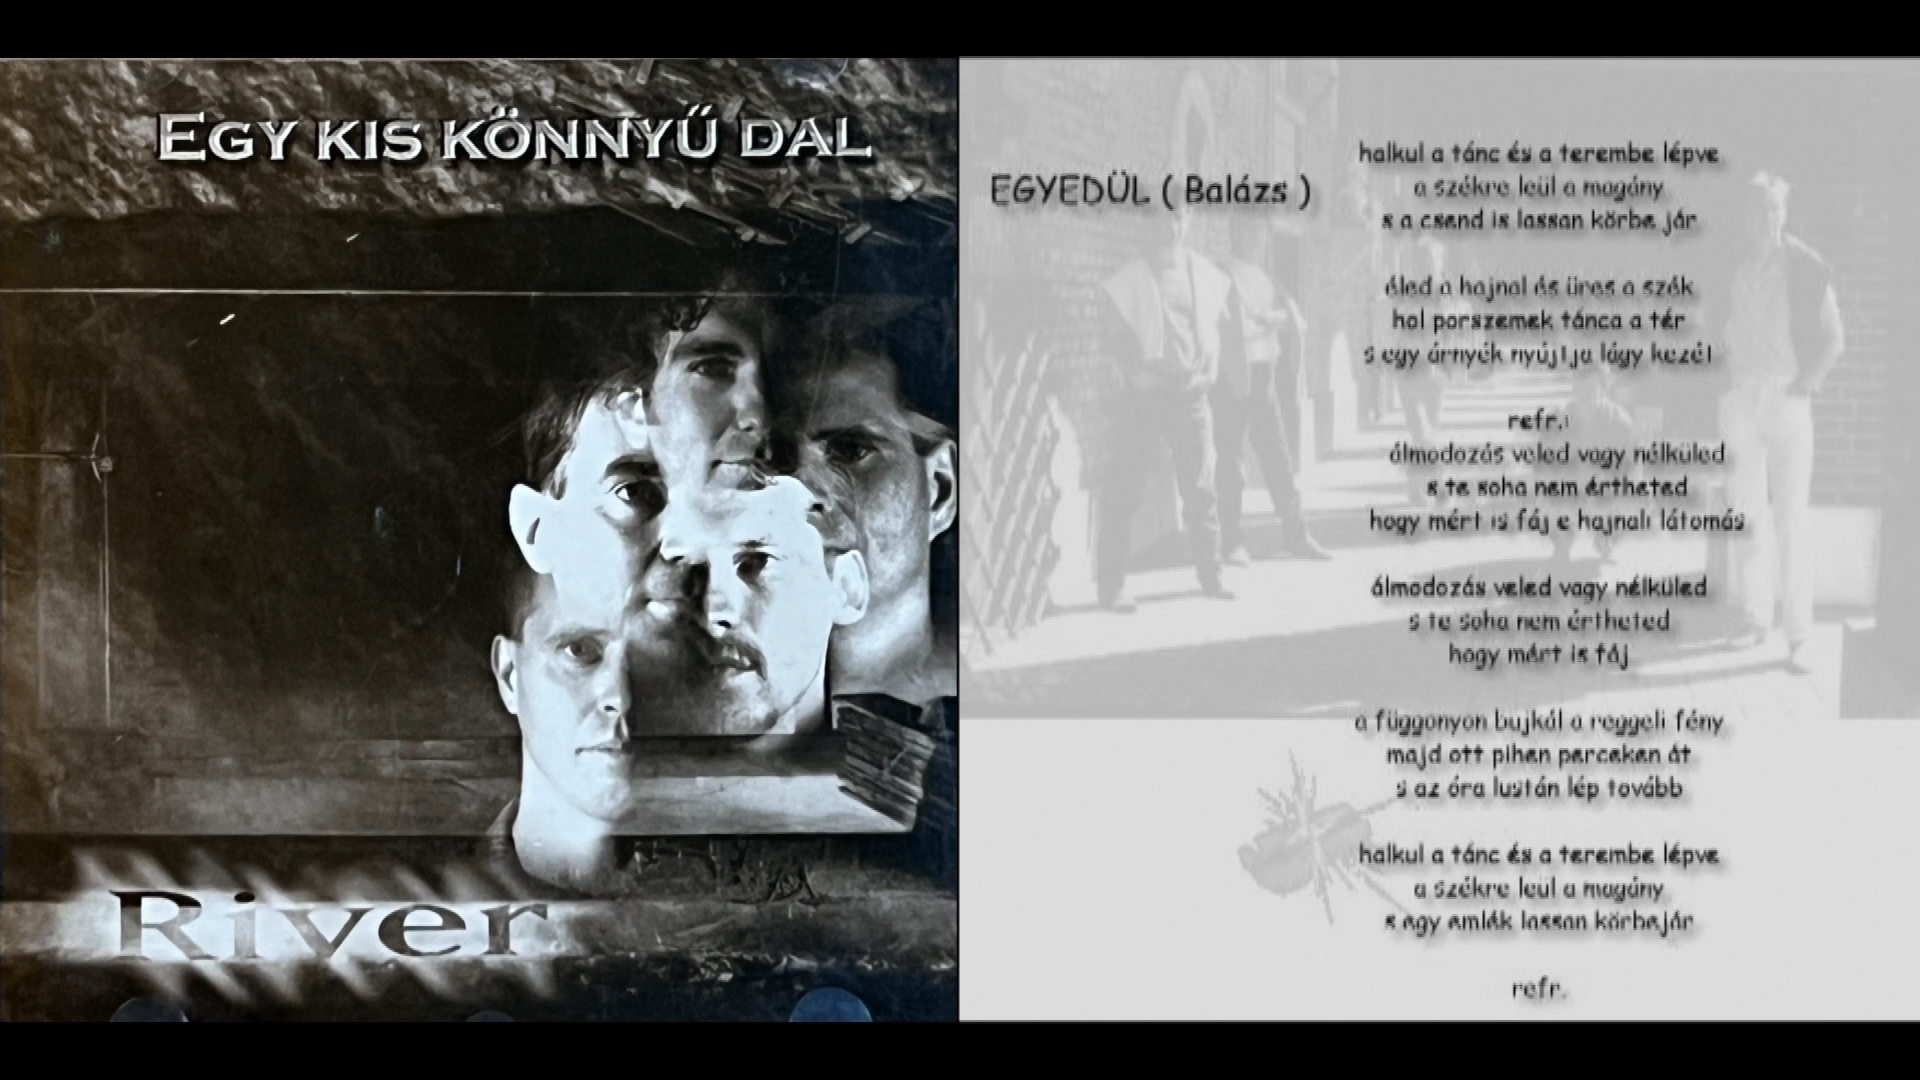 EGY KIS KÖNNYŰ DAL
River
EGYEDÜL ( Balázs )
halkul a tánc és a terembe lépve
a székre leül a magány
s a csend is lassan körbe jár
éled a hajnal és üres a szék
hol porszemek tánca a tér
s egy árnyék nyújtja lágy kezét
refr.:
álmodozás veled vagy nélküled
s te soha nem értheted
hogy mért is fáj e hajnali látomás
álmodozás veled vagy nélküled
s te soha nem értheted
hogy mért is fáj
a függönyön bujkál a reggeli fény
majd ott pihen perceken át
s az óra lustán lép tovább
halkul a tánc és a terembe lépve
a székre leül a magány
s egy emlék lassan körbejár
refr.